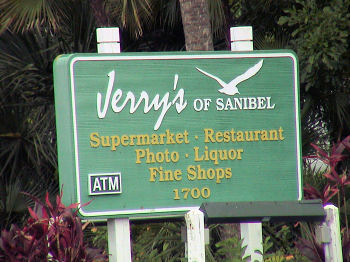 Jerry's OF SANIBEL
Supermarket · Restaurant
Photo · Liquor
Fine Shops
ATM
1700